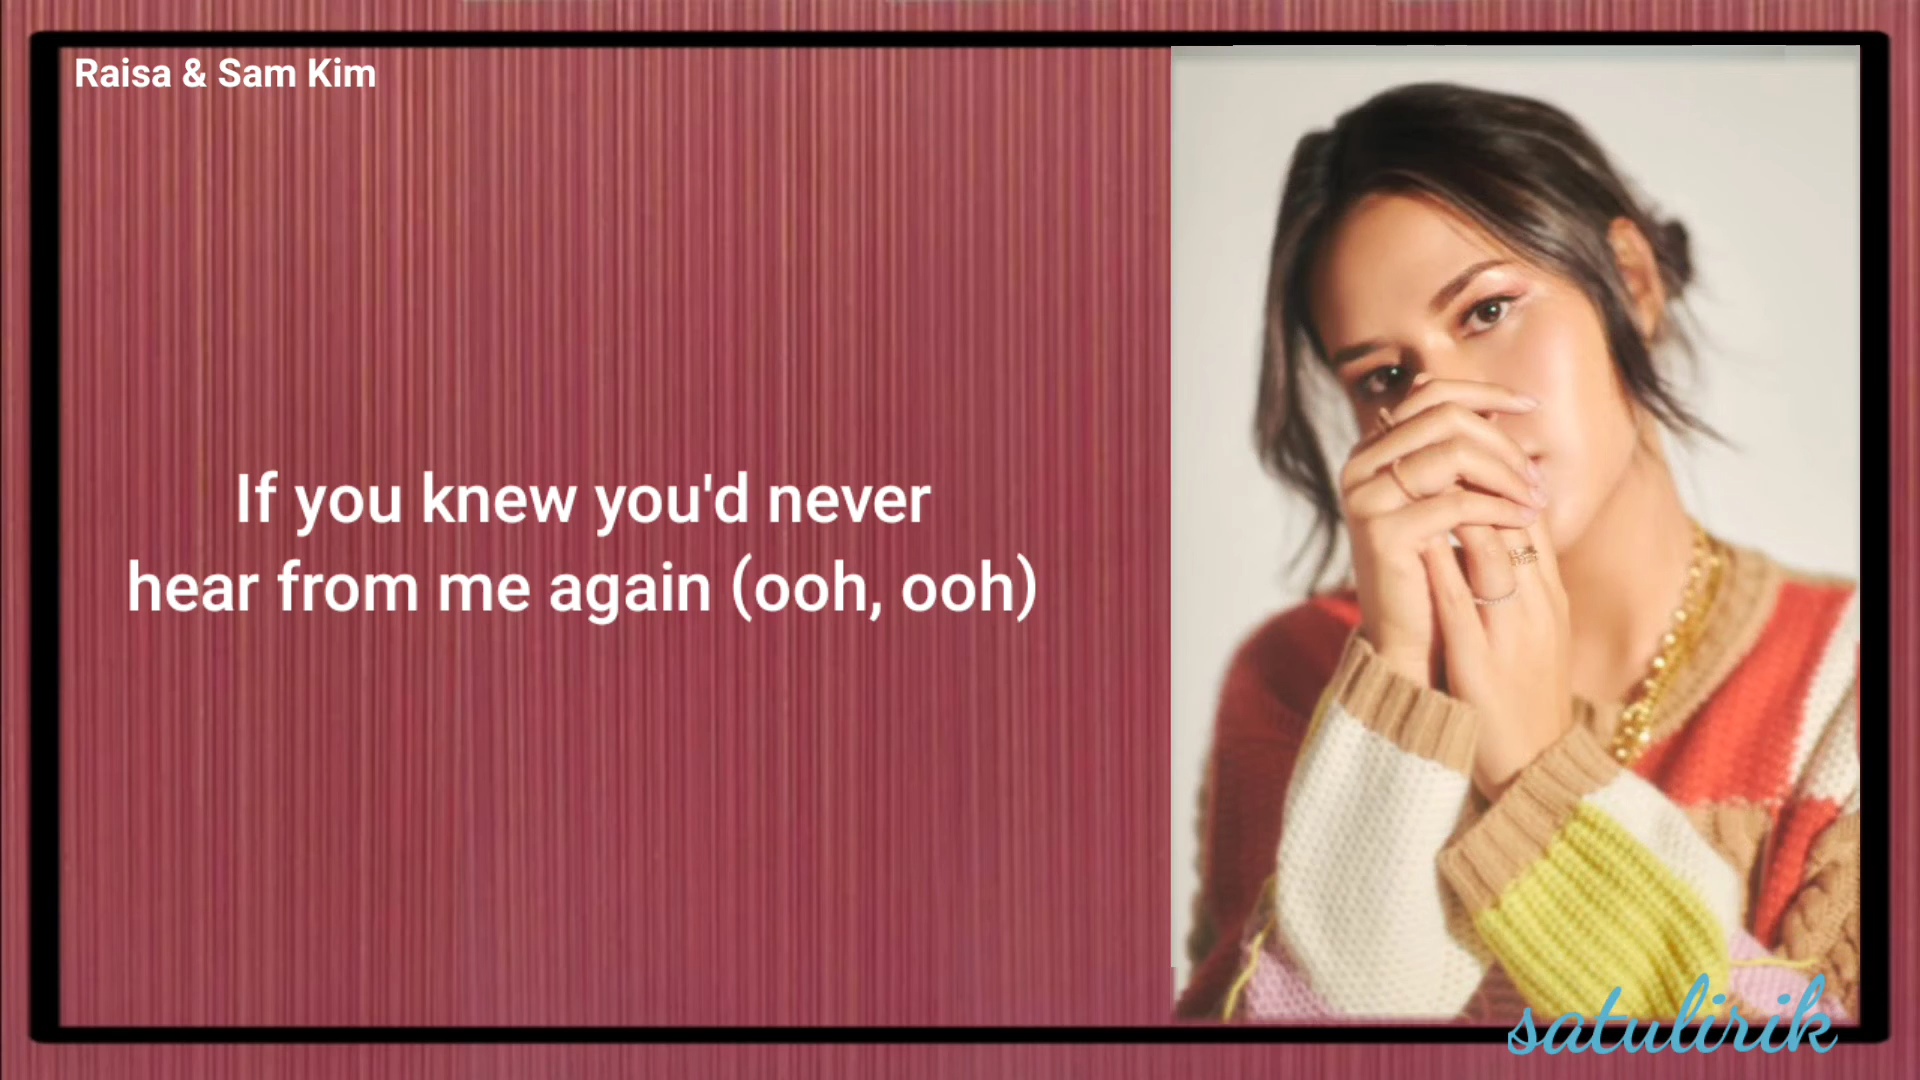 Raisa & Sam Kim
If you knew you'd never
hear from me again (ooh, ooh)
satulirik